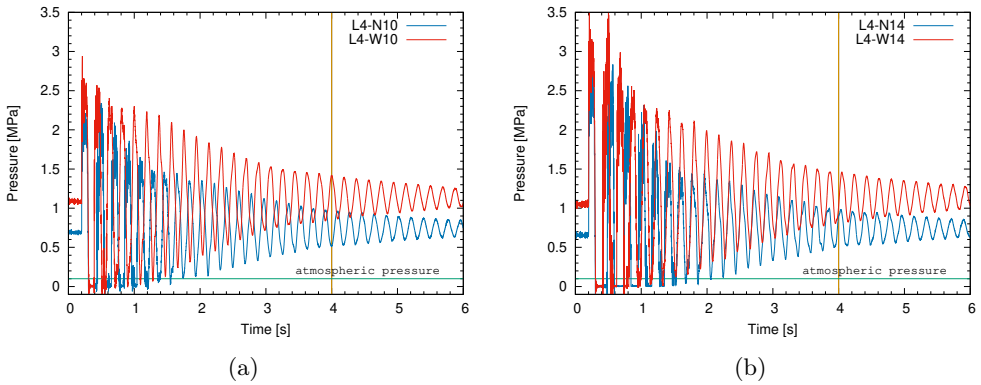 L4-N10
L4-W10
3.5
3
2.5
2
1.5
1
0.5
0
Pressure [MPa]
atmospheric pressure
0 1 2 3 4 5 6
Time [s]
(a)
L4-N14
L4-W14
3.5
3
2.5
2
1.5
1
0.5
0
Pressure [MPa]
atmospheric pressure
0 1 2 3 4 5 6
Time [s]
(b)